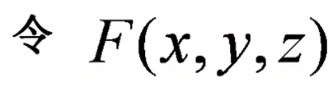 令 F(x, y, z)